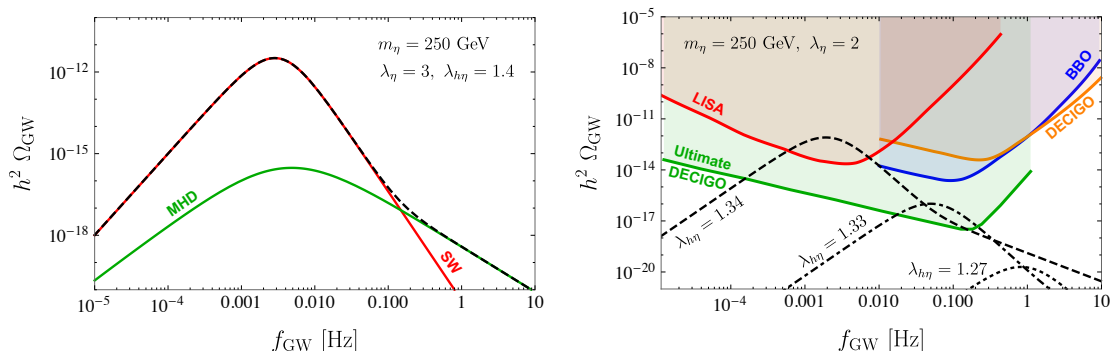 m_η = 250 GeV
λ_η = 3, λ_hη = 1.4
MHD
SW
h² Ω_GW
10⁻¹²
10⁻¹⁵
10⁻¹⁸
10⁻⁵
10⁻⁴
0.001
0.010
0.100
1
10
f_GW [Hz]
m_η = 250 GeV, λ_η = 2
LISA
BBO
DECIGO
Ultimate
DECIGO
λ_hη = 1.34
λ_hη = 1.33
λ_hη = 1.27
h² Ω_GW
10⁻⁵
10⁻⁸
10⁻¹¹
10⁻¹⁴
10⁻¹⁷
10⁻²⁰
10⁻⁴
0.001
0.010
0.100
1
10
f_GW [Hz]